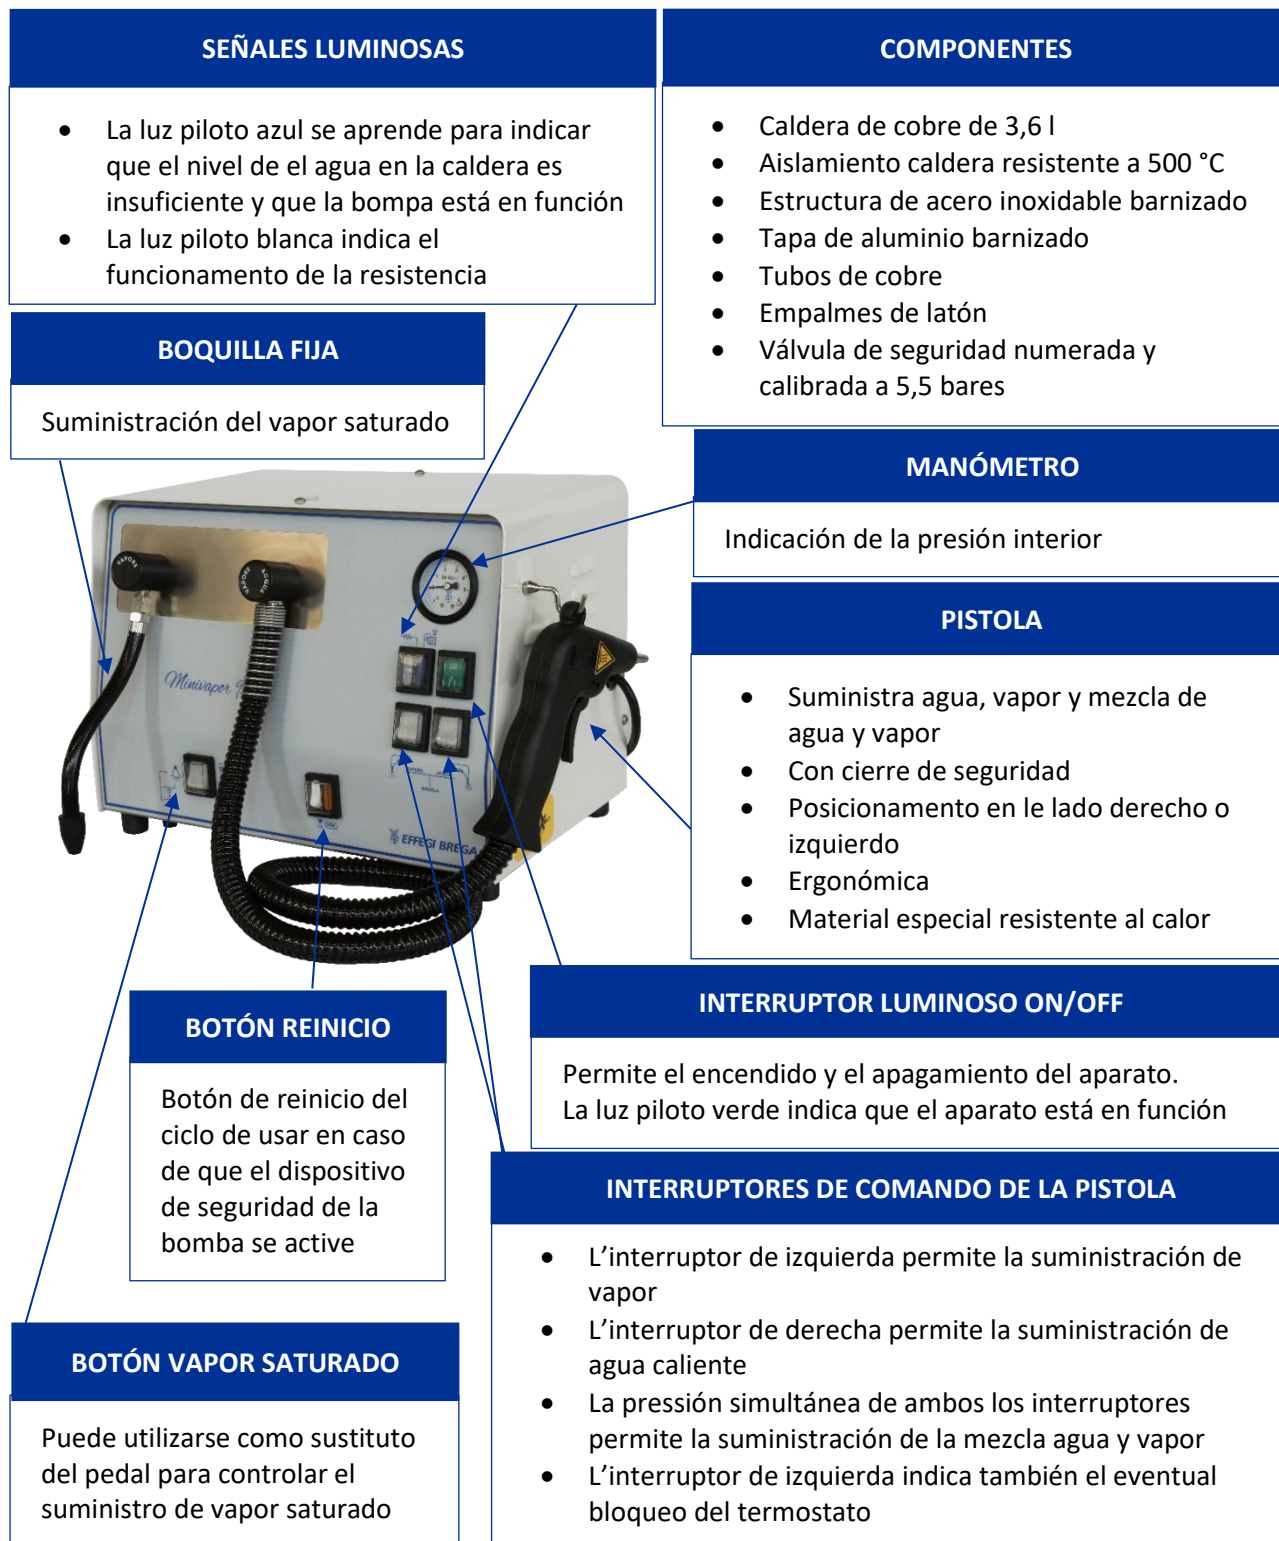 SEÑALES LUMINOSAS
• La luz piloto azul se aprende para indicar
que el nivel de el agua en la caldera es
insuficiente y que la bompa está en función
• La luz piloto blanca indica el
funcionamento de la resistencia
COMPONENTES
• Caldera de cobre de 3,6 l
• Aislamiento caldera resistente a 500 °C
• Estructura de acero inoxidable barnizado
• Tapa de aluminio barnizado
• Tubos de cobre
• Empalmes de latón
• Válvula de seguridad numerada y
calibrada a 5,5 bares
BOQUILLA FIJA
Suministración del vapor saturado
MANÓMETRO
Indicación de la presión interior
PISTOLA
• Suministra agua, vapor y mezcla de
agua y vapor
• Con cierre de seguridad
• Posicionamento en le lado derecho o
izquierdo
• Ergonómica
• Material especial resistente al calor
VAPORE
VAPORE ACQUA
Minivapor
EFFEGI BREGA
INTERRUPTOR LUMINOSO ON/OFF
Permite el encendido y el apagamiento del aparato.
La luz piloto verde indica que el aparato está en función
BOTÓN REINICIO
Botón de reinicio del
ciclo de usar en caso
de que el dispositivo
de seguridad de la
bomba se active
INTERRUPTORES DE COMANDO DE LA PISTOLA
• L’interruptor de izquierda permite la suministración de
vapor
• L’interruptor de derecha permite la suministración de
agua caliente
• La pressión simultánea de ambos los interruptores
permite la suministración de la mezcla agua y vapor
• L’interruptor de izquierda indica también el eventual
bloqueo del termostato
BOTÓN VAPOR SATURADO
Puede utilizarse como sustituto
del pedal para controlar el
suministro de vapor saturado